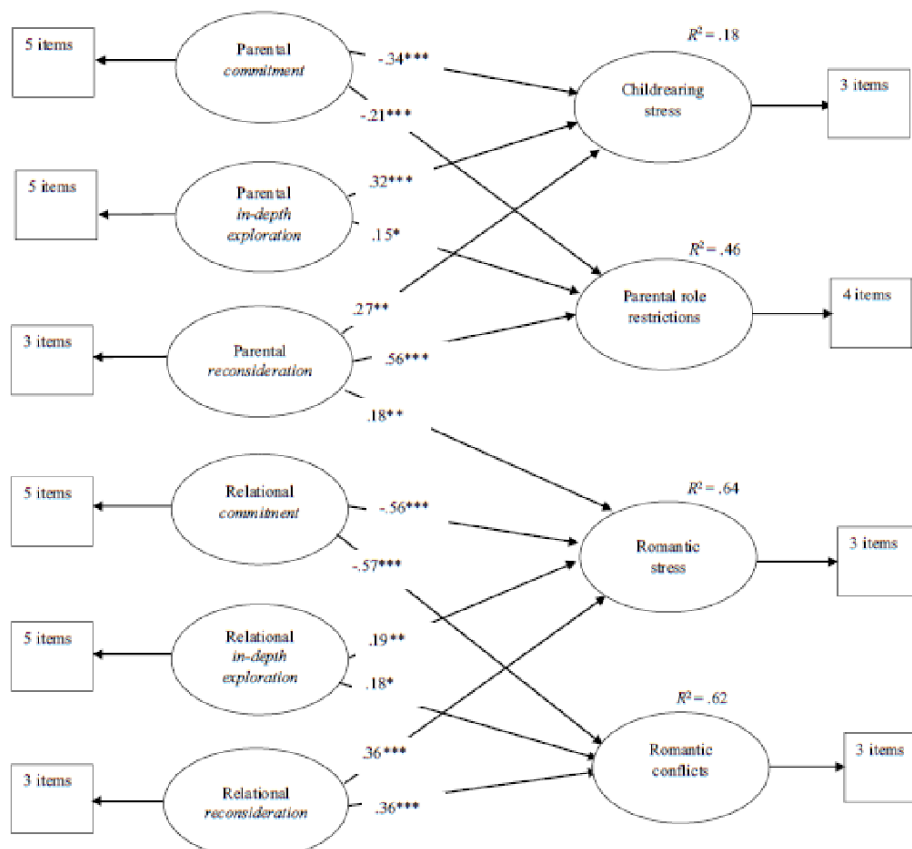 R² = .18
5 items
Parental
commitment
-.34***
Childrearing
stress
3 items
-.21***
5 items
Parental
in-depth
exploration
.32***
.15*
R² = .46
Parental role
restrictions
4 items
.27**
3 items
Parental
reconsideration
.56***
.18**
5 items
Relational
commitment
-.56***
R² = .64
Romantic
stress
3 items
-.57***
5 items
Relational
in-depth
exploration
.19**
.18*
R² = .62
Romantic
conflicts
3 items
.36***
3 items
Relational
reconsideration
.36***